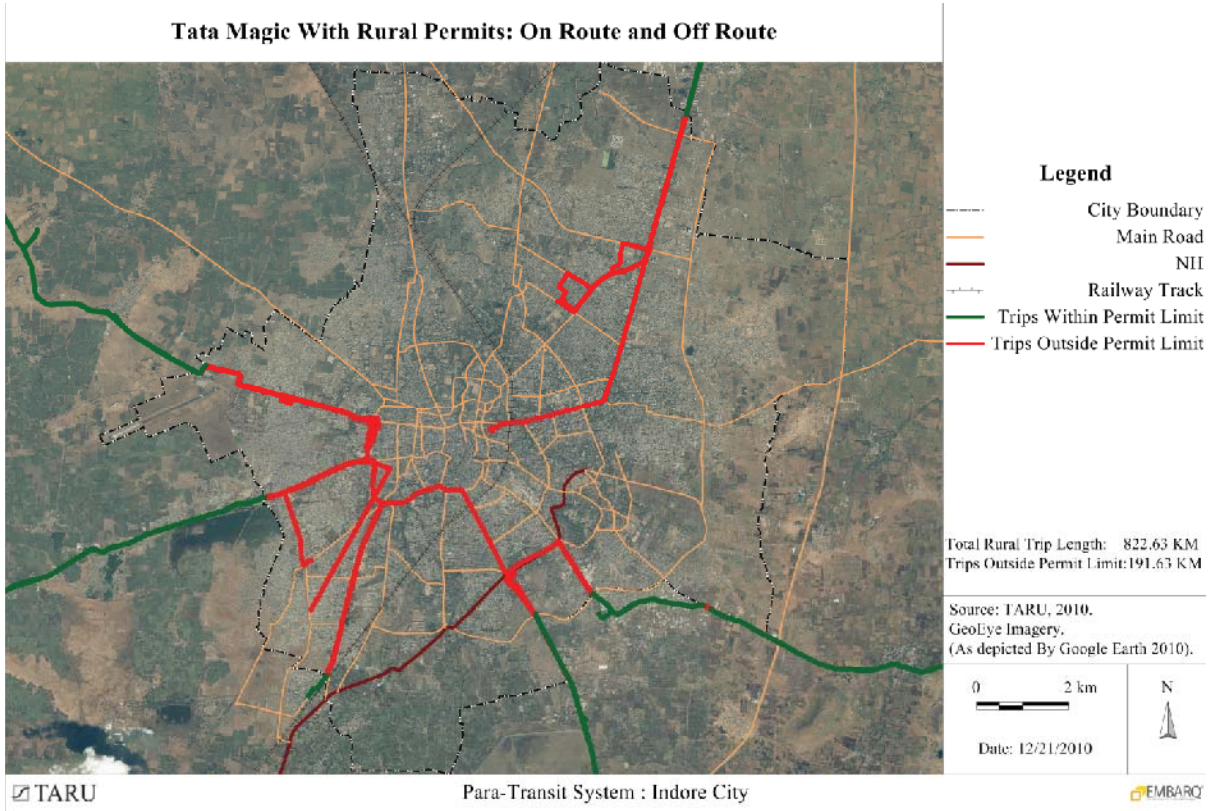 Tata Magic With Rural Permits: On Route and Off Route
Legend
City Boundary
Main Road
NH
Railway Track
Trips Within Permit Limit
Trips Outside Permit Limit
Total Rural Trip Length: 822.63 KM
Trips Outside Permit Limit:191.63 KM
Source: TARU, 2010.
GeoEye Imagery.
(As depicted By Google Earth 2010).
0 2 km
N
Date: 12/21/2010
TARU
Para-Transit System : Indore City
EMBARQ